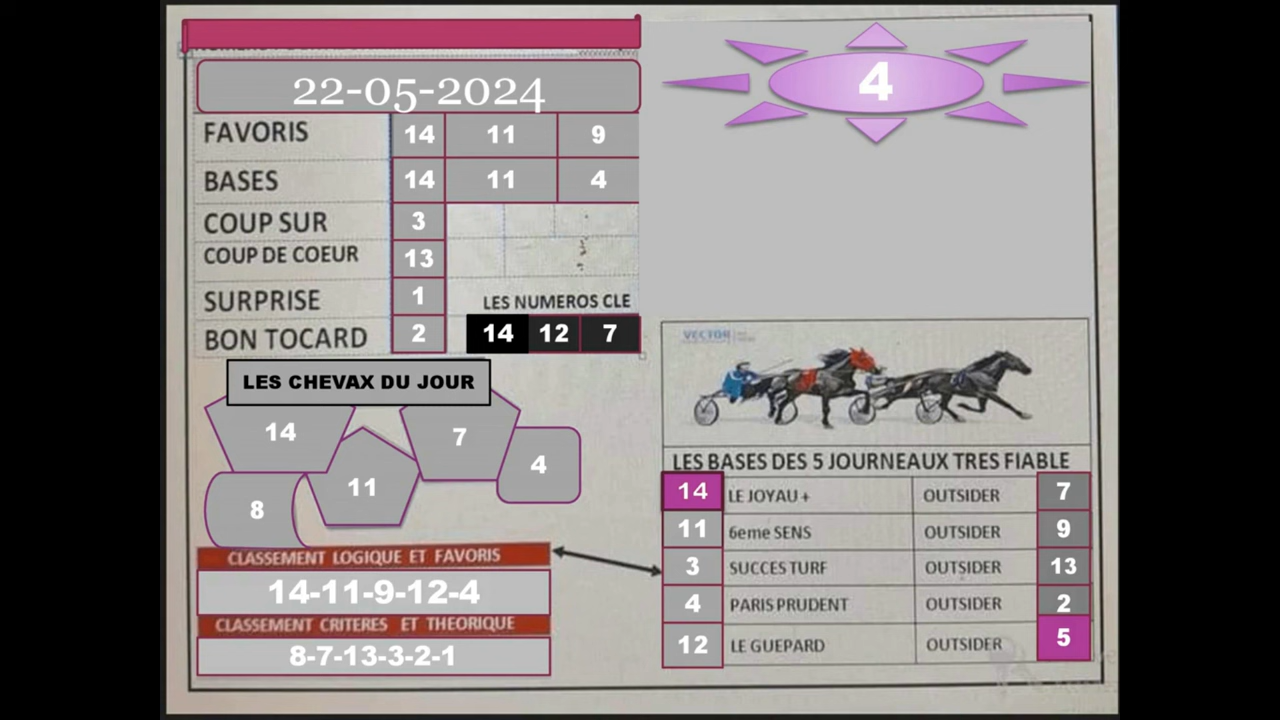 22-05-2024
FAVORIS 14 11 9
BASES 14 11 4
COUP SUR 3
COUP DE COEUR 13
SURPRISE 1
LES NUMEROS CLE
BON TOCARD 2
14 12 7
LES CHEVAX DU JOUR
14 7
4
11
8
CLASSEMENT LOGIQUE ET FAVORIS
14-11-9-12-4
CLASSEMENT CRITERES ET THEORIQUE
8-7-13-3-2-1
4
VECTOR
LES BASES DES 5 JOURNEAUX TRES FIABLE
14 LE JOYAU + OUTSIDER 7
11 6eme SENS OUTSIDER 9
3 SUCCES TURF OUTSIDER 13
4 PARIS PRUDENT OUTSIDER 2
12 LE GUEPARD OUTSIDER 5